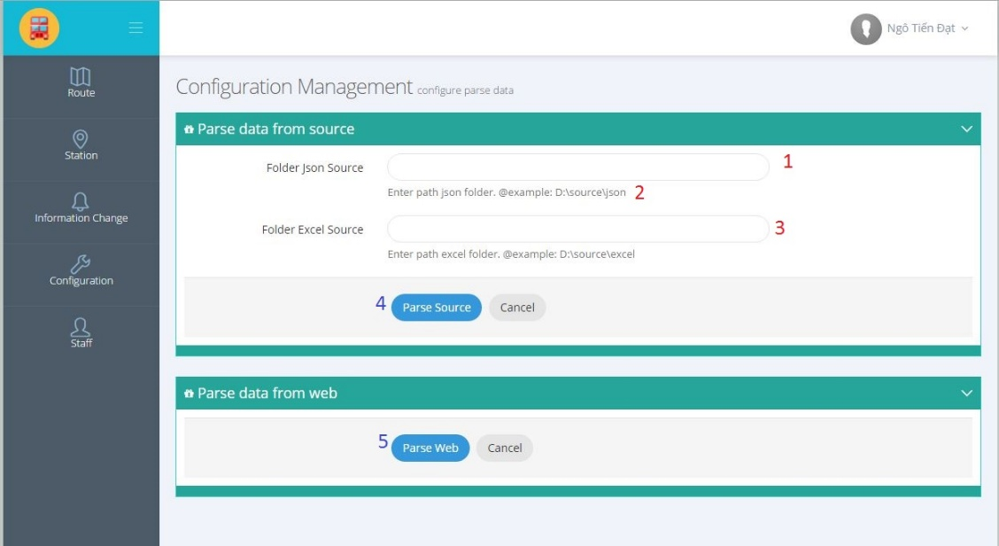 Ngô Tiến Đạt
Route
Station
Information Change
Configuration
Staff
Configuration Management configure parse data
Parse data from source
Folder Json Source 1
Enter path json folder. @example: D:\source\json 2
Folder Excel Source 3
Enter path excel folder. @example: D:\source\excel
4 Parse Source Cancel
Parse data from web
5 Parse Web Cancel